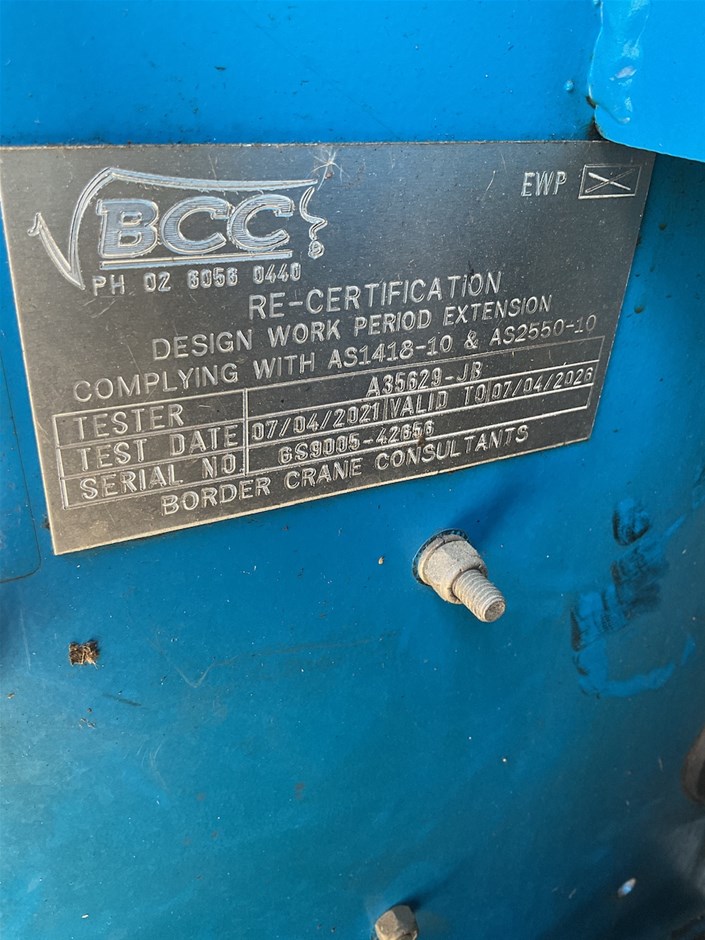 BCC
EWP
PH 02 6056 0440
RE-CERTIFICATION
DESIGN WORK PERIOD EXTENSION
COMPLYING WITH AS1418-10 & AS2550-10
TESTER A35629-JB
TEST DATE 07/04/2021 VALID TO 07/04/2026
SERIAL NO. GS9005-42656
BORDER CRANE CONSULTANTS